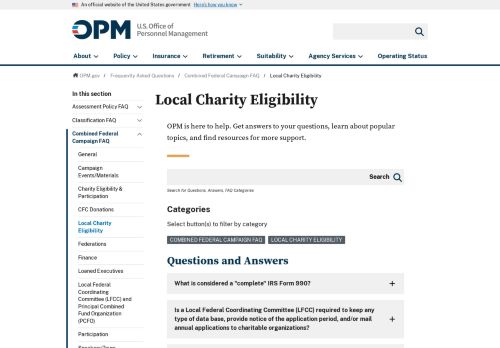 An official website of the United States government Here's how you know
OPM U.S. Office of
Personnel Management
About Policy Insurance Retirement Suitability Agency Services Operating Status
OPM.gov / Frequently Asked Questions / Combined Federal Campaign FAQ / Local Charity Eligibility
In this section
Assessment Policy FAQ
Classification FAQ
Combined Federal
Campaign FAQ
General
Campaign
Events/Materials
Charity Eligibility &
Participation
CFC Donations
Local Charity
Eligibility
Federations
Finance
Loaned Executives
Local Federal
Coordinating
Committee (LFCC) and
Principal Combined
Fund Organization
(PCFO)
Participation
Local Charity Eligibility
OPM is here to help. Get answers to your questions, learn about popular
topics, and find resources for more support.
Search
Search for Questions, Answers, FAQ Categories
Categories
Select button(s) to filter by category
COMBINED FEDERAL CAMPAIGN FAQ LOCAL CHARITY ELIGIBILITY
Questions and Answers
What is considered a "complete" IRS Form 990?
Is a Local Federal Coordinating Committee (LFCC) required to keep any
type of data base, provide notice of the application period, and/or mail
annual applications to charitable organizations?